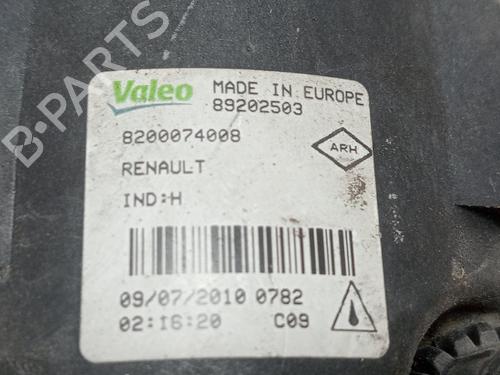 B-PARTS
Valeo MADE IN EUROPE
89202503
8200074008
ARH
RENAULT
IND:H
09/07/2010 0782
02:16:20 C09